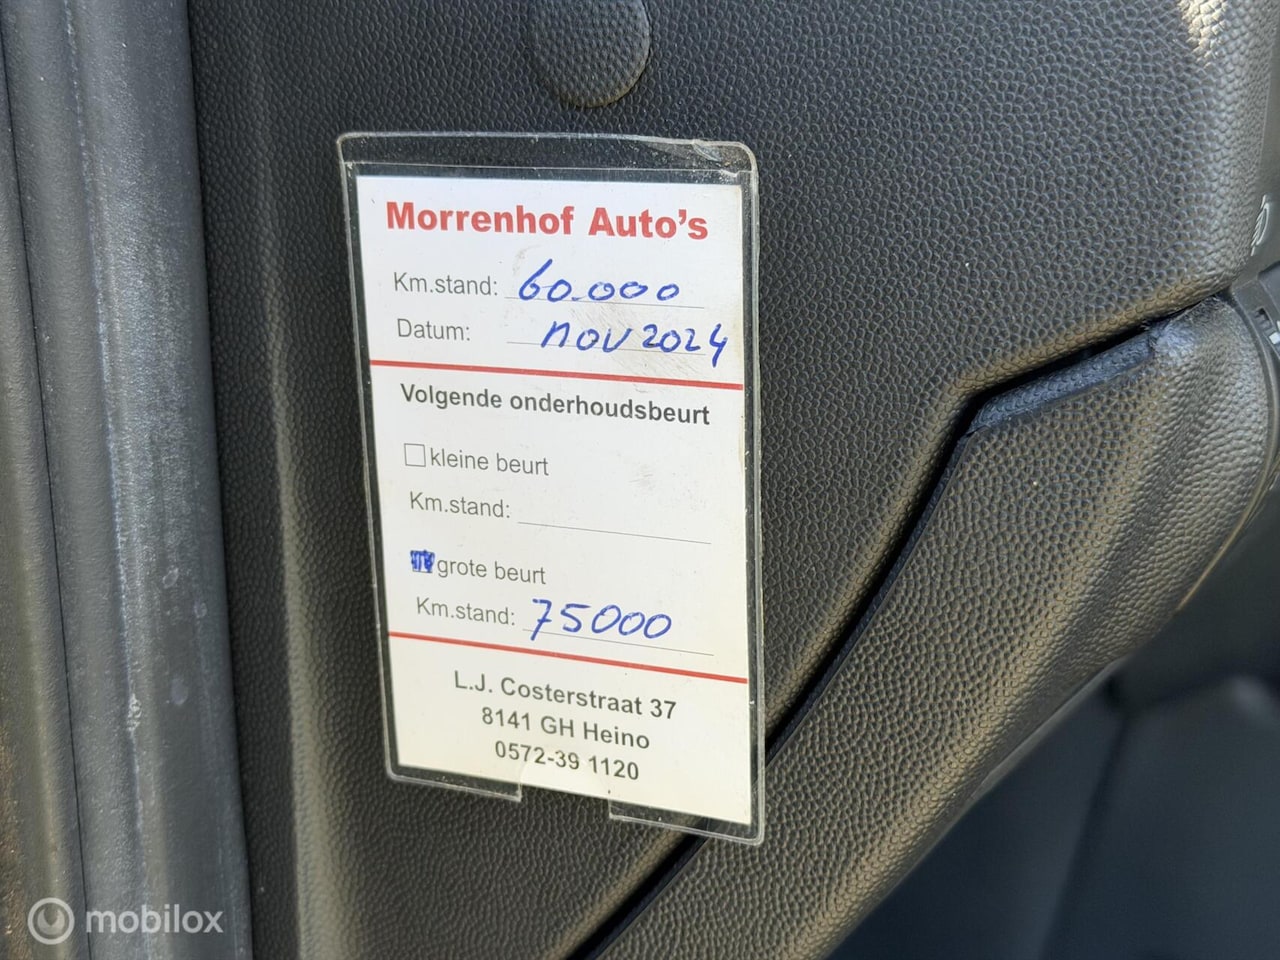 Morrenhof Auto's
Km.stand: 60.000
Datum: nov 2024
Volgende onderhoudsbeurt
kleine beurt
Km.stand:
grote beurt
Km.stand: 75000
L.J. Costerstraat 37
8141 GH Heino
0572-39 1120
mobilox